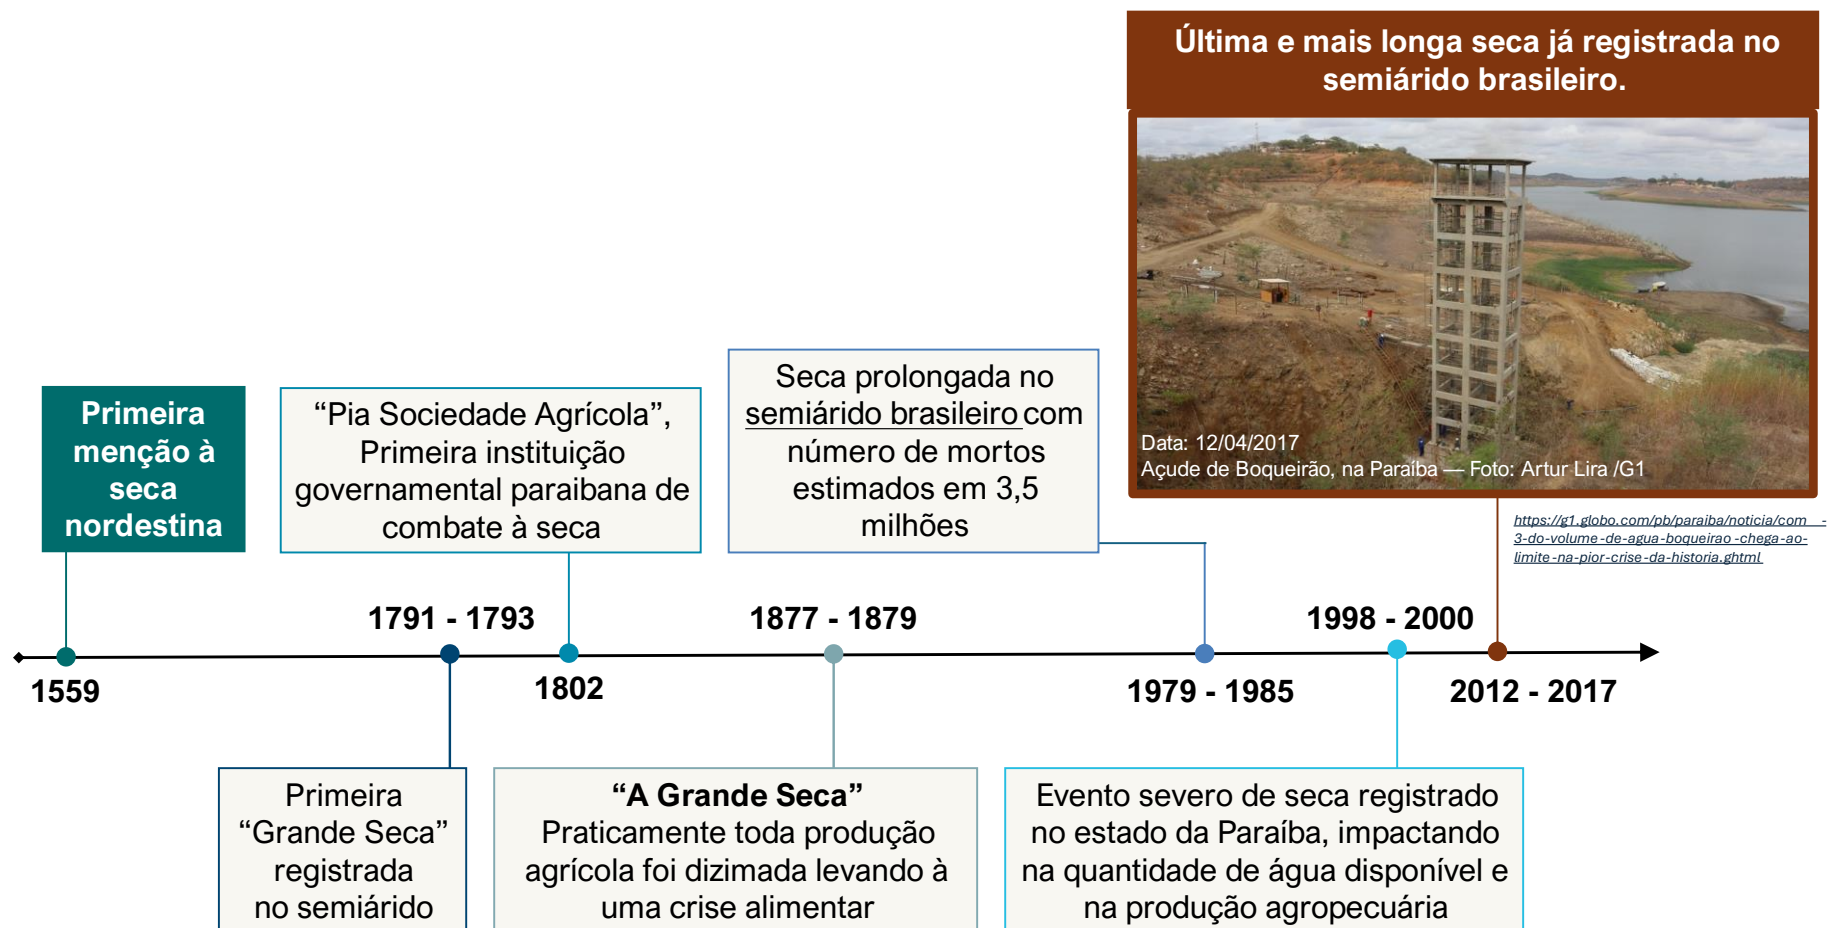 Última e mais longa seca já registrada no
semiárido brasileiro.
Data: 12/04/2017
Açude de Boqueirão, na Paraíba — Foto: Artur Lira /G1
https://g1.globo.com/pb/paraiba/noticia/com -
3-do-volume-de-agua-boqueirao-chega-ao-
limite-na-pior-crise-da-historia.ghtml
Primeira
menção à
seca
nordestina
“Pia Sociedade Agrícola”,
Primeira instituição
governamental paraibana de
combate à seca
Seca prolongada no
semiárido brasileiro com
número de mortos
estimados em 3,5
milhões
1791 - 1793
1877 - 1879
1998 - 2000
1559
1802
1979 - 1985
2012 - 2017
Primeira
“Grande Seca”
registrada
no semiárido
“A Grande Seca”
Praticamente toda produção
agrícola foi dizimada levando à
uma crise alimentar
Evento severo de seca registrado
no estado da Paraíba, impactando
na quantidade de água disponível e
na produção agropecuária